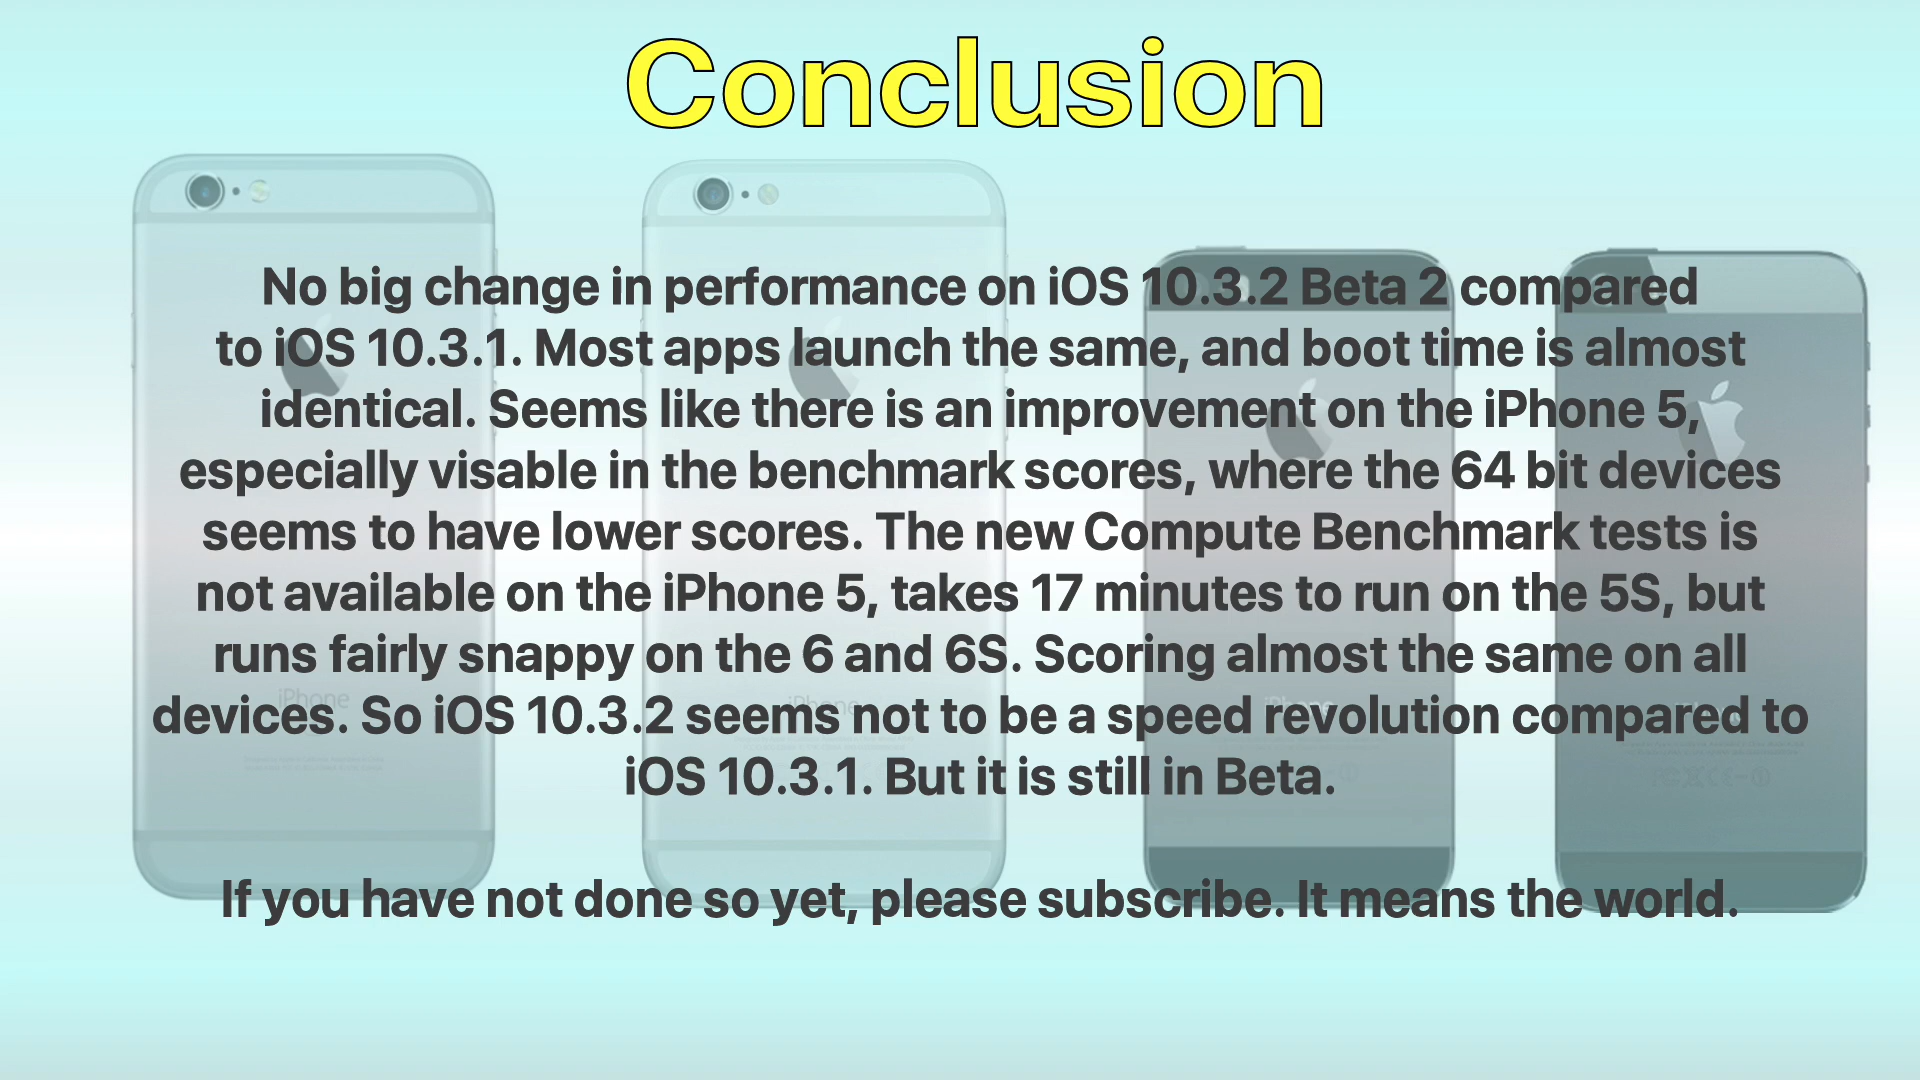 Conclusion
No big change in performance on iOS 10.3.2 Beta 2 compared
to iOS 10.3.1. Most apps launch the same, and boot time is almost
identical. Seems like there is an improvement on the iPhone 5,
especially visable in the benchmark scores, where the 64 bit devices
seems to have lower scores. The new Compute Benchmark tests is
not available on the iPhone 5, takes 17 minutes to run on the 5S, but
runs fairly snappy on the 6 and 6S. Scoring almost the same on all
devices. So iOS 10.3.2 seems not to be a speed revolution compared to
iOS 10.3.1. But it is still in Beta.
If you have not done so yet, please subscribe. It means the world.
iPhone
iPhone
iPhone